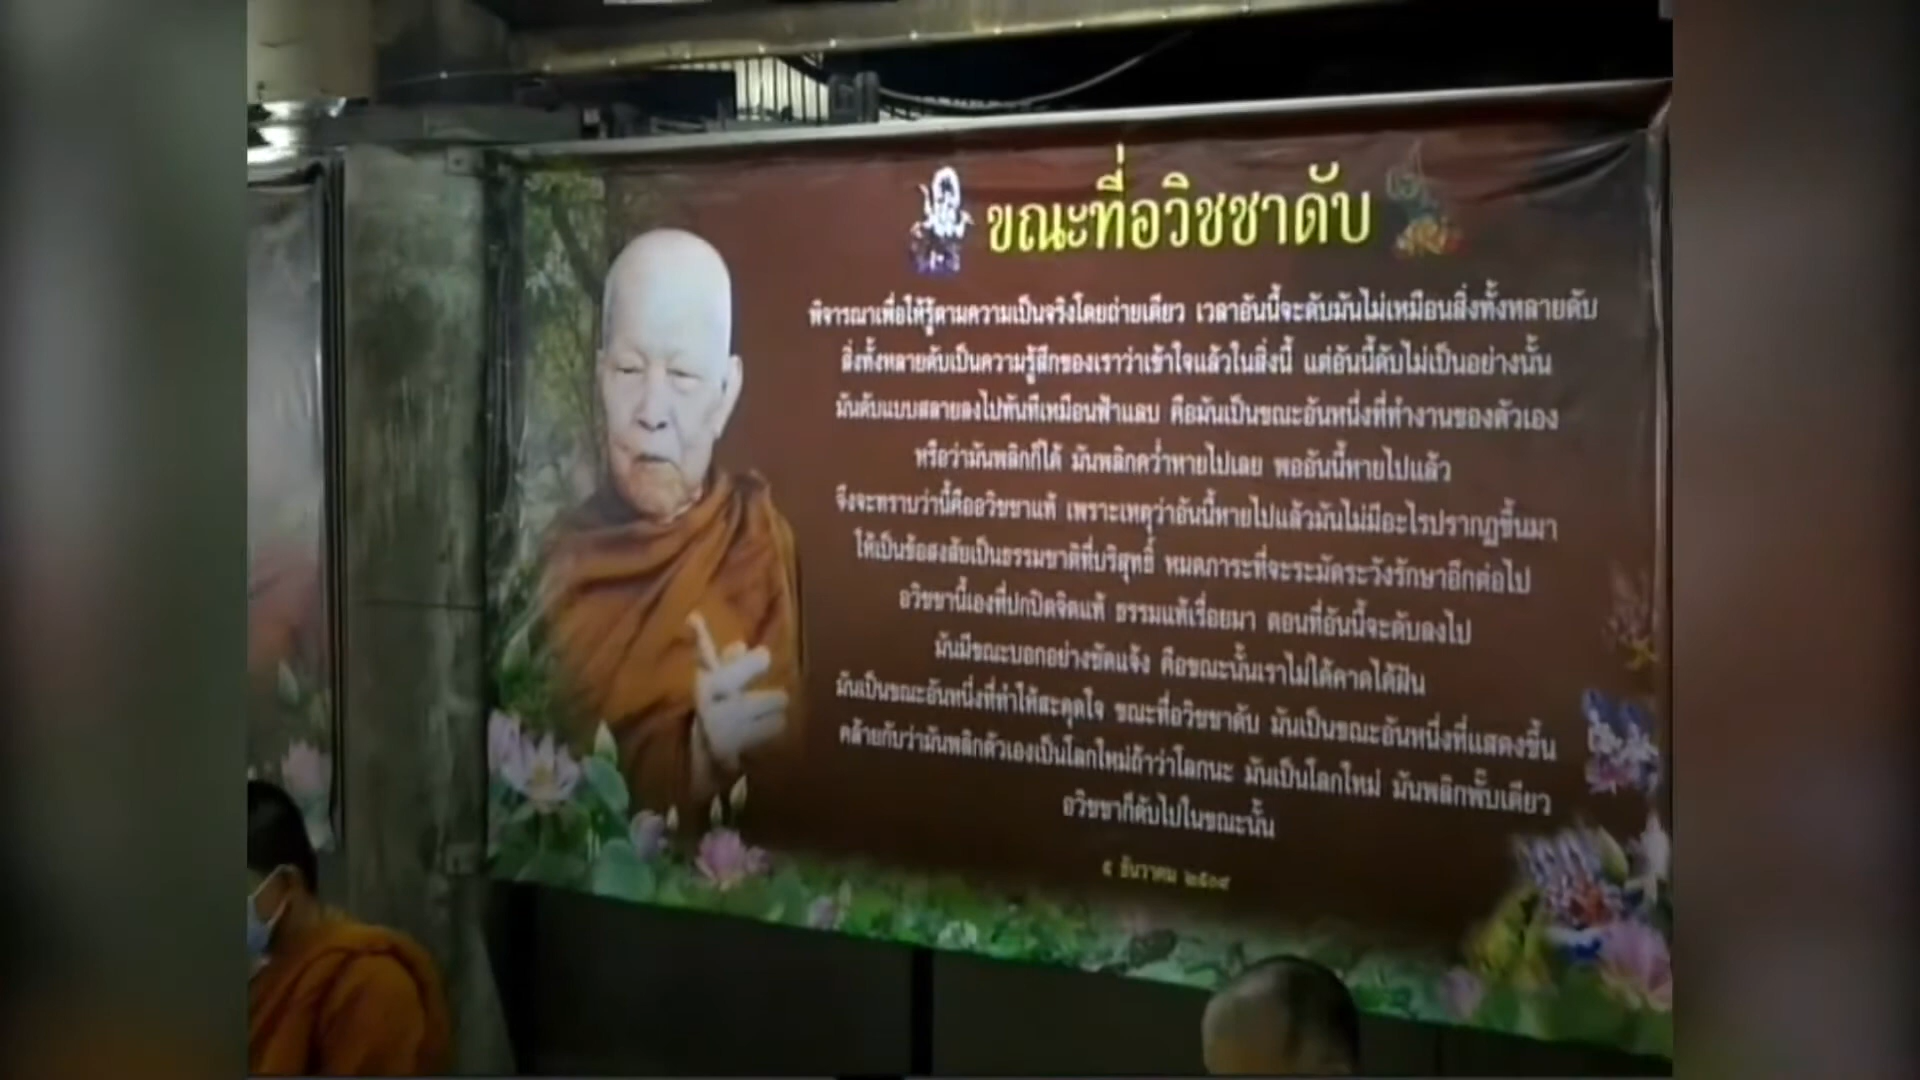 ขณะที่อวิชชาดับ
พิจารณาเพื่อให้รู้ตามความเป็นจริงโดยถ่ายเดียว เวลาอันนี้จะดับมันไม่เหมือนสิ่งทั้งหลายดับ
สิ่งทั้งหลายดับเป็นความรู้สึกของเราว่าเข้าใจแล้วในสิ่งนี้ แต่อันนี้ดับไม่เป็นอย่างนั้น
มันดับแบบสลายลงไปทันทีเหมือนฟ้าแลบ คือมันเป็นขณะอันหนึ่งที่ทำงานของตัวเอง
หรือว่ามันพลิกก็ได้ มันพลิกคว่ำหายไปเลย พออันนี้หายไปแล้ว
จึงจะทราบว่านี้คืออวิชชาแท้ เพราะเหตุว่าอันนี้หายไปแล้วมันไม่มีอะไรปรากฏขึ้นมา
ให้เป็นข้อสงสัยเป็นธรรมชาติที่บริสุทธิ์ หมดภาระที่จะระมัดระวังรักษาอีกต่อไป
อวิชชานี้เองที่ปกปิดจิตแท้ ธรรมแท้เรื่อยมา ตอนที่อันนี้จะดับลงไป
มันมีขณะบอกอย่างชัดแจ้ง คือขณะนั้นเราไม่ได้คาดได้ฝัน
มันเป็นขณะอันหนึ่งที่ทำให้สะดุดใจ ขณะที่อวิชชาดับ มันเป็นขณะอันหนึ่งที่แสดงขึ้น
คล้ายกับว่ามันพลิกตัวเองเป็นโลกใหม่ถ้าว่าโลกนะ มันเป็นโลกใหม่ มันพลิกพั๊บเดียว
อวิชชาก็ดับไปในขณะนั้น
๕ ธันวาคม ๒๕๐๙